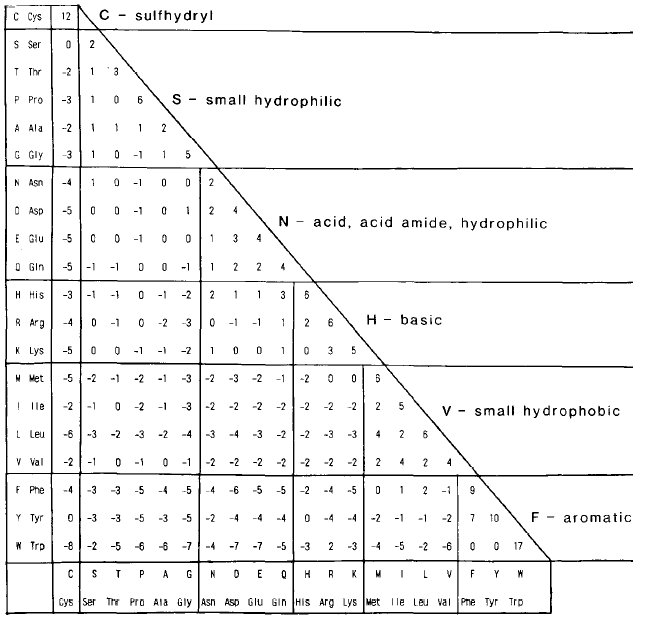 C Cys 12 C – sulfhydryl
S Ser 0 2
T Thr -2 1 3
P Pro -3 1 0 6 S – small hydrophilic
A Ala -2 1 1 1 2
G Gly -3 1 0 -1 1 5
N Asn -4 1 0 -1 0 0 2
D Asp -5 0 0 -1 0 1 2 4 N – acid, acid amide, hydrophilic
E Glu -5 0 0 -1 0 0 1 3 4
Q Gln -5 -1 -1 0 0 -1 1 2 2 4
H His -3 -1 -1 0 -1 -2 2 1 1 3 6
R Arg -4 0 -1 0 -2 -3 0 -1 -1 1 2 6 H – basic
K Lys -5 0 0 -1 -1 -2 1 0 0 1 0 3 5
M Met -5 -2 -1 -2 -1 -3 -2 -3 -2 -1 -2 0 0 6
I Ile -2 -1 0 -2 -1 -3 -2 -2 -2 -2 -2 -2 -2 2 5 V – small hydrophobic
L Leu -6 -3 -2 -3 -2 -4 -3 -4 -3 -2 -2 -3 -3 4 2 6
V Val -2 -1 0 -1 0 -1 -2 -2 -2 -2 -2 -2 -2 2 4 2 4
F Phe -4 -3 -3 -5 -4 -5 -4 -6 -5 -5 -2 -4 -5 0 1 2 -1 9
Y Tyr 0 -3 -3 -5 -3 -5 -2 -4 -4 -4 0 -4 -4 -2 -1 -1 -2 7 10 F – aromatic
W Trp -8 -2 -5 -6 -6 -7 -4 -7 -7 -5 -3 2 -3 -4 -5 -2 -6 0 0 17
C S T P A G N D E Q H R K M I L V F Y W
Cys Ser Thr Pro Ala Gly Asn Asp Glu Gln His Arg Lys Met Ile Leu Val Phe Tyr Trp